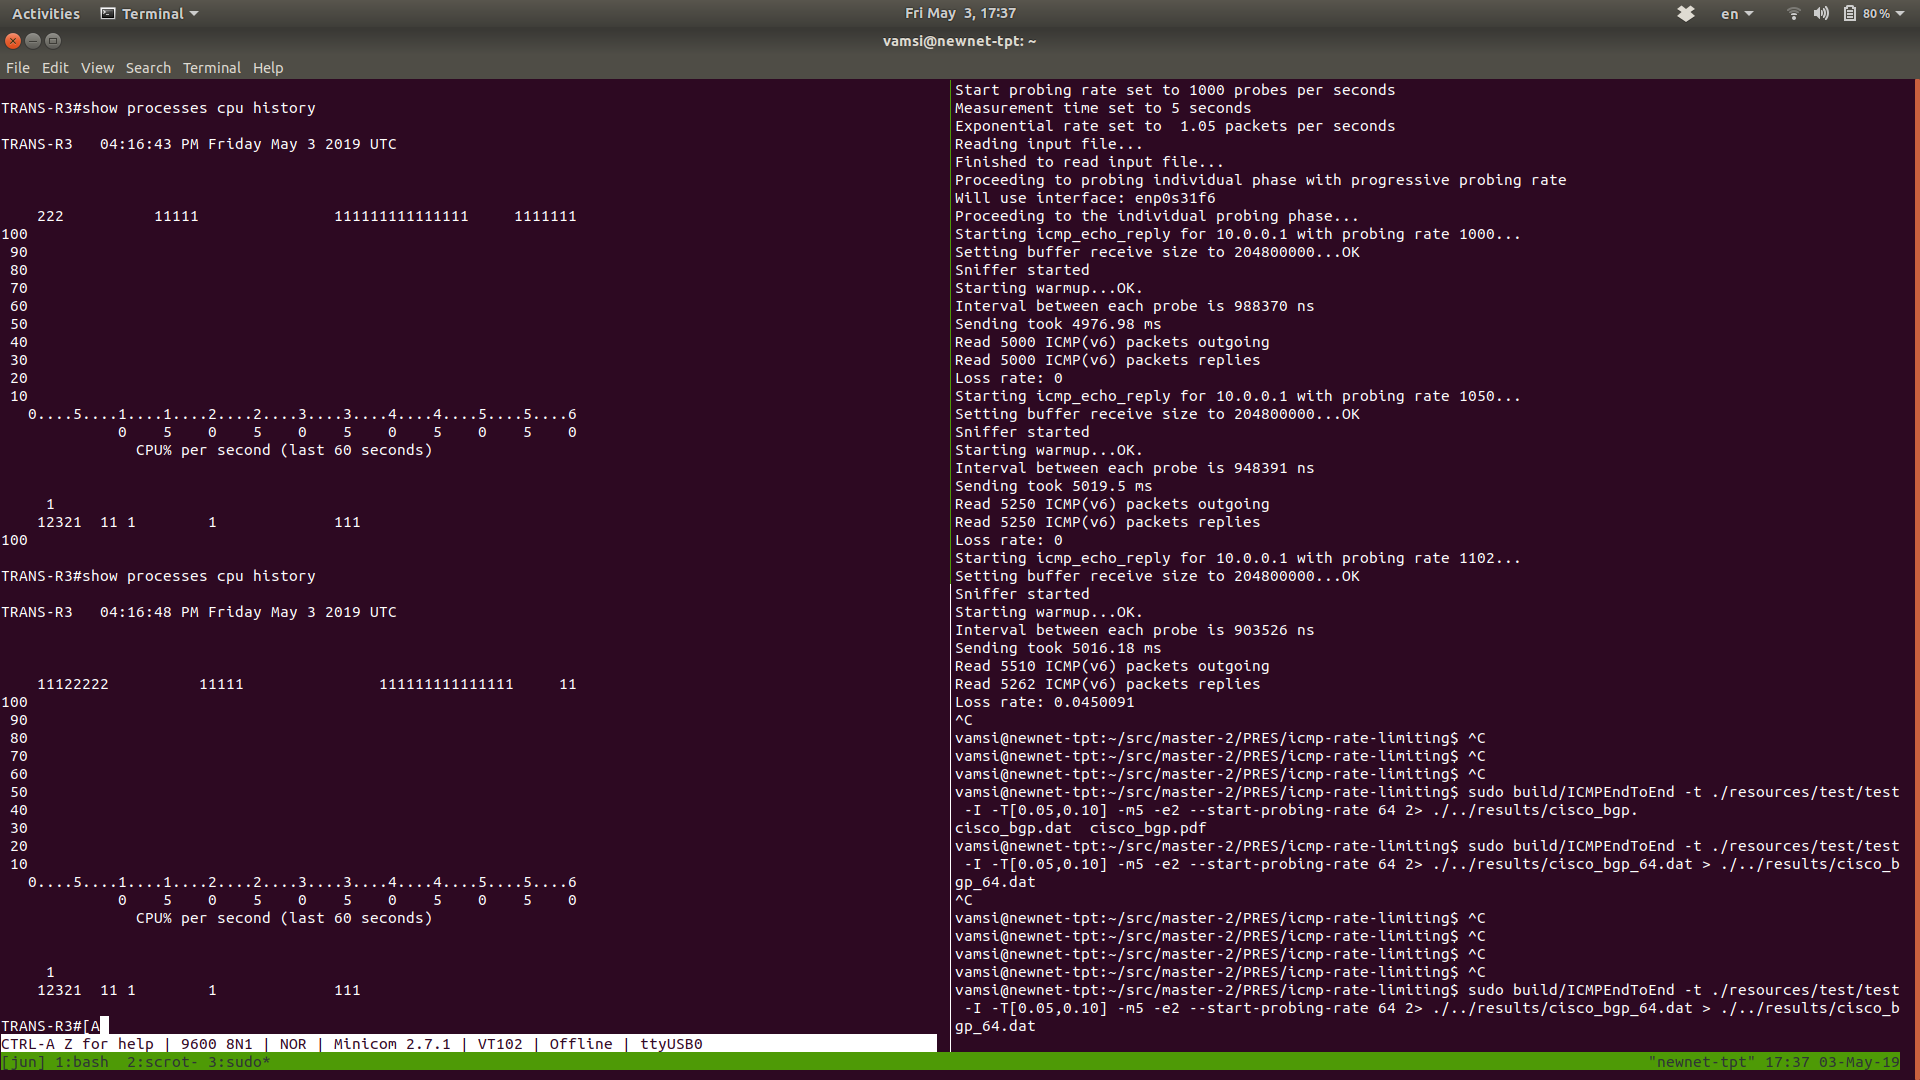 Activities Terminal Fri May 3, 17:37 en 80 %
vamsi@newnet-tpt: ~
File Edit View Search Terminal Help
TRANS-R3#show processes cpu history
TRANS-R3   04:16:43 PM Friday May 3 2019 UTC
    222          11111               111111111111111     1111111
100
 90
 80
 70
 60
 50
 40
 30
 20
 10
   0....5....1....1....2....2....3....3....4....4....5....5....6
             0    5    0    5    0    5    0    5    0    5    0
               CPU% per second (last 60 seconds)
     1
    12321  11 1        1             111
100
TRANS-R3#show processes cpu history
TRANS-R3   04:16:48 PM Friday May 3 2019 UTC
    11122222          11111               111111111111111     11
100
 90
 80
 70
 60
 50
 40
 30
 20
 10
   0....5....1....1....2....2....3....3....4....4....5....5....6
             0    5    0    5    0    5    0    5    0    5    0
               CPU% per second (last 60 seconds)
     1
    12321  11 1        1             111
TRANS-R3#[A
CTRL-A Z for help | 9600 8N1 | NOR | Minicom 2.7.1 | VT102 | Offline | ttyUSB0
Start probing rate set to 1000 probes per seconds
Measurement time set to 5 seconds
Exponential rate set to  1.05 packets per seconds
Reading input file...
Finished to read input file...
Proceeding to probing individual phase with progressive probing rate
Will use interface: enp0s31f6
Proceeding to the individual probing phase...
Starting icmp_echo_reply for 10.0.0.1 with probing rate 1000...
Setting buffer receive size to 204800000...OK
Sniffer started
Starting warmup...OK.
Interval between each probe is 988370 ns
Sending took 4976.98 ms
Read 5000 ICMP(v6) packets outgoing
Read 5000 ICMP(v6) packets replies
Loss rate: 0
Starting icmp_echo_reply for 10.0.0.1 with probing rate 1050...
Setting buffer receive size to 204800000...OK
Sniffer started
Starting warmup...OK.
Interval between each probe is 948391 ns
Sending took 5019.5 ms
Read 5250 ICMP(v6) packets outgoing
Read 5250 ICMP(v6) packets replies
Loss rate: 0
Starting icmp_echo_reply for 10.0.0.1 with probing rate 1102...
Setting buffer receive size to 204800000...OK
Sniffer started
Starting warmup...OK.
Interval between each probe is 903526 ns
Sending took 5016.18 ms
Read 5510 ICMP(v6) packets outgoing
Read 5262 ICMP(v6) packets replies
Loss rate: 0.0450091
^C
vamsi@newnet-tpt:~/src/master-2/PRES/icmp-rate-limiting$ ^C
vamsi@newnet-tpt:~/src/master-2/PRES/icmp-rate-limiting$ ^C
vamsi@newnet-tpt:~/src/master-2/PRES/icmp-rate-limiting$ ^C
vamsi@newnet-tpt:~/src/master-2/PRES/icmp-rate-limiting$ sudo build/ICMPEndToEnd -t ./resources/test/test
 -I -T[0.05,0.10] -m5 -e2 --start-probing-rate 64 2> ./../results/cisco_bgp.
cisco_bgp.dat  cisco_bgp.pdf
vamsi@newnet-tpt:~/src/master-2/PRES/icmp-rate-limiting$ sudo build/ICMPEndToEnd -t ./resources/test/test
 -I -T[0.05,0.10] -m5 -e2 --start-probing-rate 64 2> ./../results/cisco_bgp_64.dat > ./../results/cisco_b
gp_64.dat
^C
vamsi@newnet-tpt:~/src/master-2/PRES/icmp-rate-limiting$ ^C
vamsi@newnet-tpt:~/src/master-2/PRES/icmp-rate-limiting$ ^C
vamsi@newnet-tpt:~/src/master-2/PRES/icmp-rate-limiting$ ^C
vamsi@newnet-tpt:~/src/master-2/PRES/icmp-rate-limiting$ ^C
vamsi@newnet-tpt:~/src/master-2/PRES/icmp-rate-limiting$ sudo build/ICMPEndToEnd -t ./resources/test/test
 -I -T[0.05,0.10] -m5 -e2 --start-probing-rate 64 2> ./../results/cisco_bgp_64.dat > ./../results/cisco_b
gp_64.dat
[jun] 1:bash  2:scrot- 3:sudo* "newnet-tpt" 17:37 03-May-19